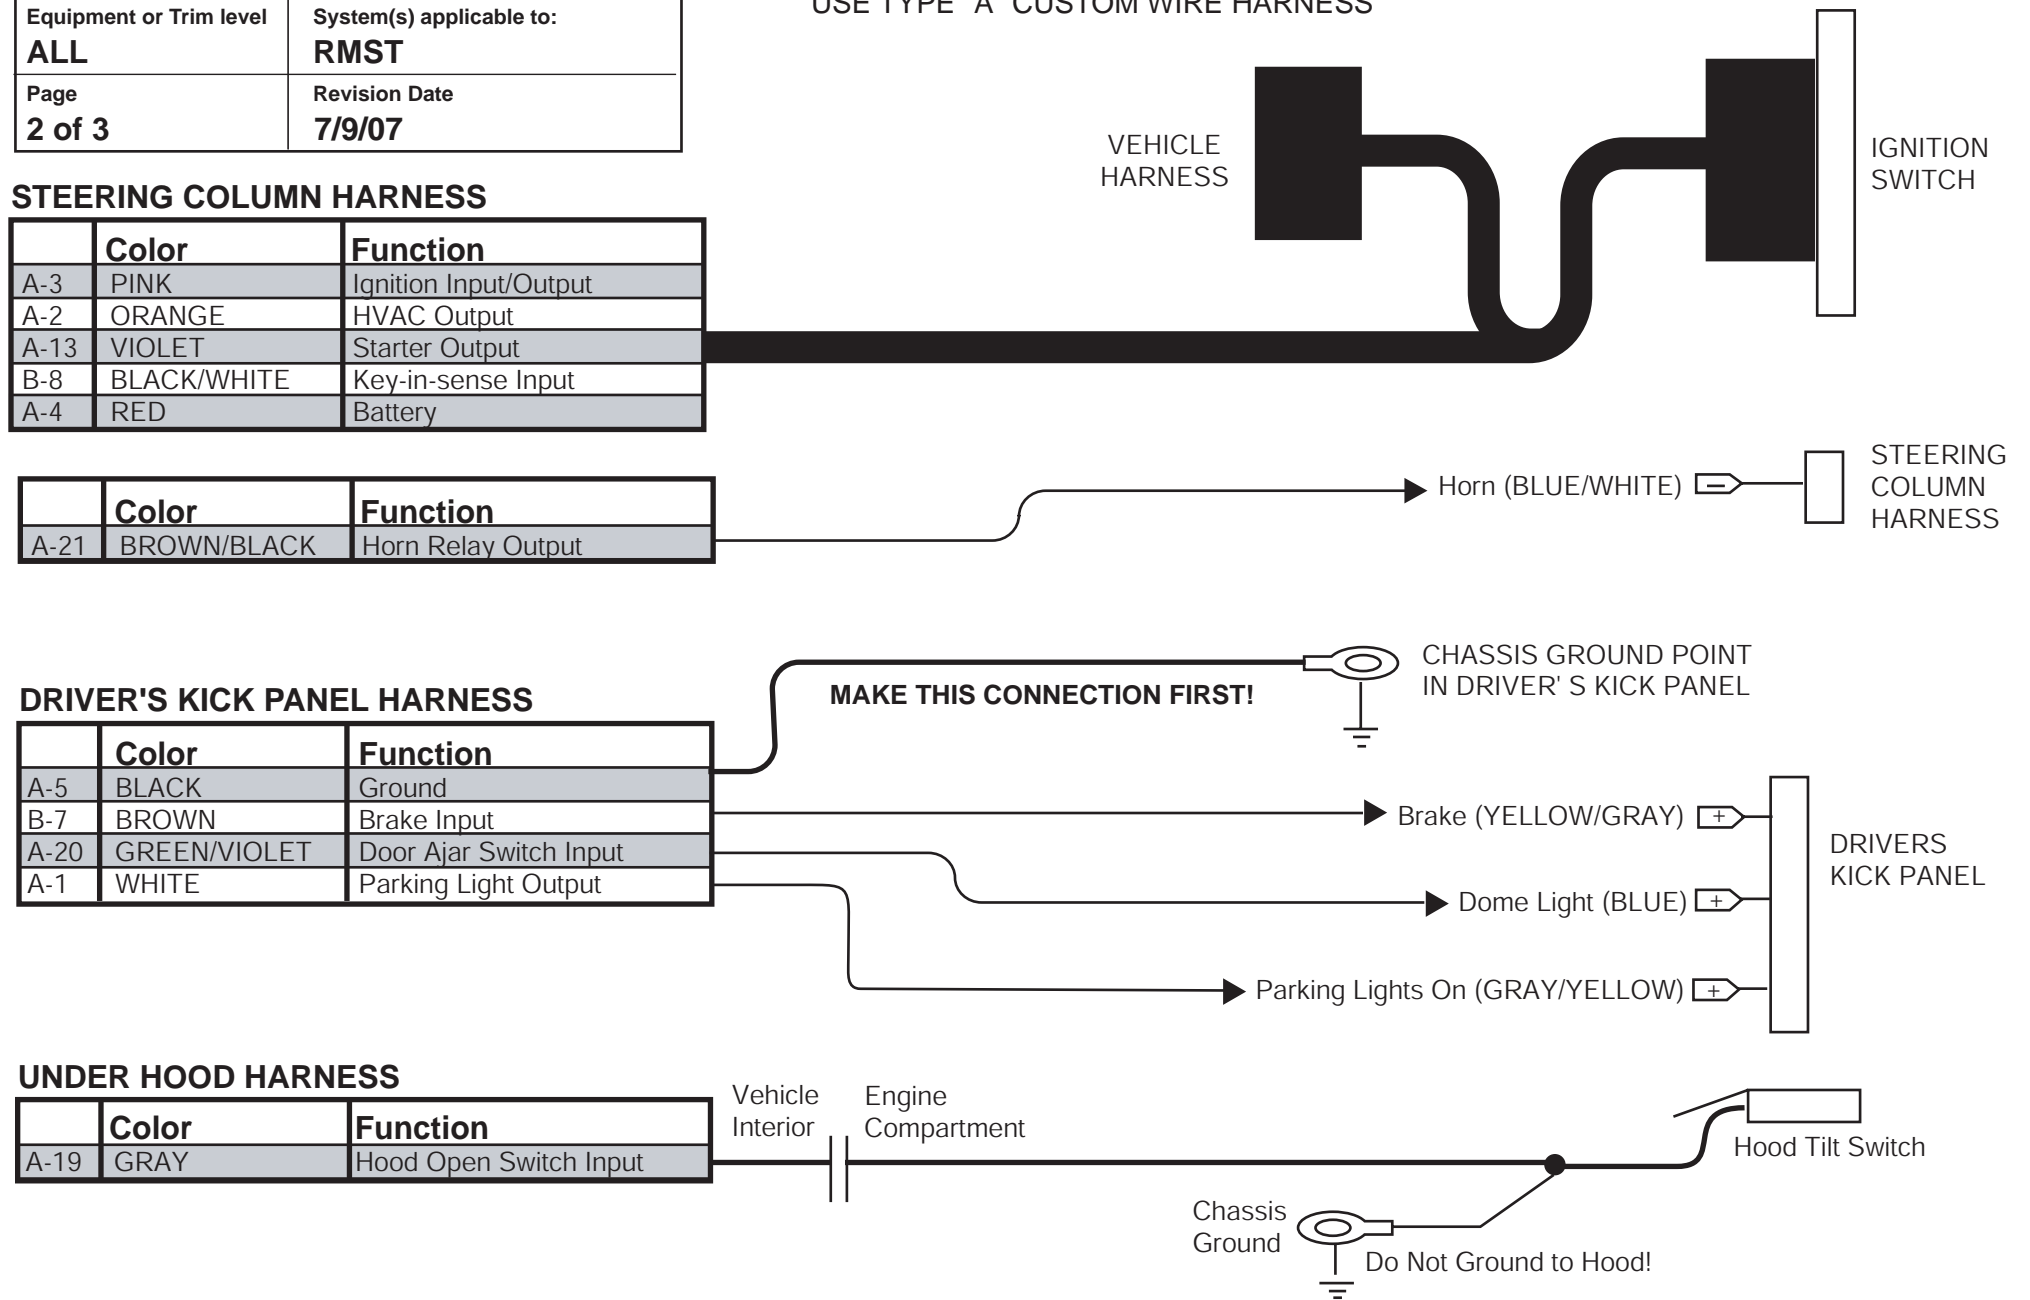 USE TYPE "A" CUSTOM WIRE HARNESS
Equipment or Trim level
ALL
System(s) applicable to:
RMST
Page
2 of 3
Revision Date
7/9/07
VEHICLE
HARNESS
IGNITION
SWITCH
STEERING COLUMN HARNESS
Color Function
A-3 PINK Ignition Input/Output
A-2 ORANGE HVAC Output
A-13 VIOLET Starter Output
B-8 BLACK/WHITE Key-in-sense Input
A-4 RED Battery
Color Function
A-21 BROWN/BLACK Horn Relay Output
Horn (BLUE/WHITE) −
STEERING
COLUMN
HARNESS
CHASSIS GROUND POINT
IN DRIVER' S KICK PANEL
MAKE THIS CONNECTION FIRST!
DRIVER'S KICK PANEL HARNESS
Color Function
A-5 BLACK Ground
B-7 BROWN Brake Input
A-20 GREEN/VIOLET Door Ajar Switch Input
A-1 WHITE Parking Light Output
Brake (YELLOW/GRAY) +
Dome Light (BLUE) +
Parking Lights On (GRAY/YELLOW) +
DRIVERS
KICK PANEL
UNDER HOOD HARNESS
Color Function
A-19 GRAY Hood Open Switch Input
Vehicle
Interior
Engine
Compartment
Hood Tilt Switch
Chassis
Ground
Do Not Ground to Hood!